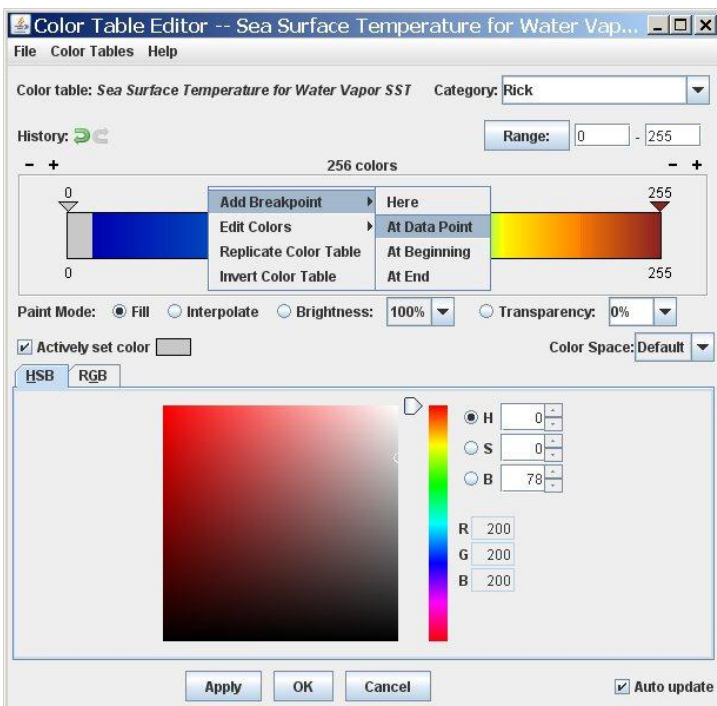 Color Table Editor -- Sea Surface Temperature for Water Vap...
File Color Tables Help
Color table: Sea Surface Temperature for Water Vapor SST Category: Rick
History: Range: 0 - 255
- + 256 colors - +
0 255
Add Breakpoint Here
Edit Colors At Data Point
Replicate Color Table At Beginning
Invert Color Table At End
0 255
Paint Mode: Fill Interpolate Brightness: 100% Transparency: 0%
Actively set color Color Space: Default
HSB RGB
H 0
S 0
B 78
R 200
G 200
B 200
Apply OK Cancel Auto update